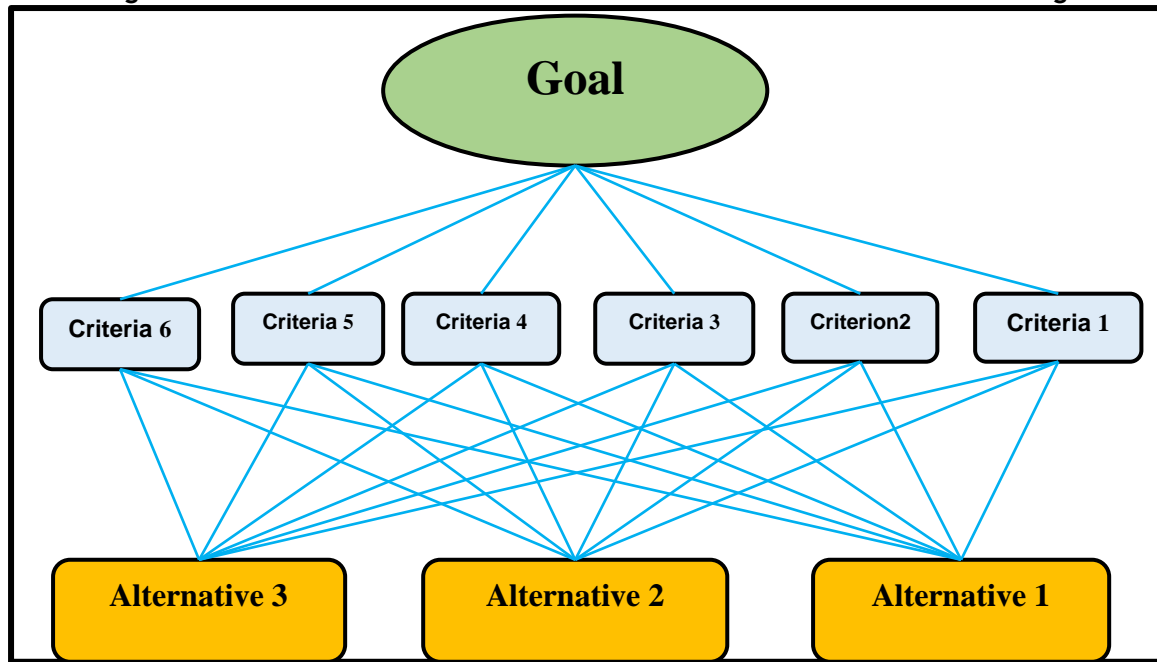 Goal
Criteria 6
Criteria 5
Criteria 4
Criteria 3
Criterion2
Criteria 1
Alternative 3
Alternative 2
Alternative 1